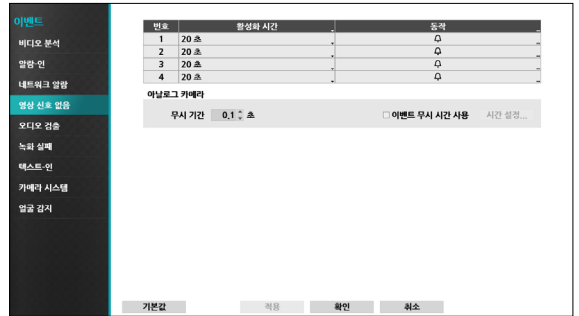 이벤트
비디오 분석
알람-인
네트워크 알람
영상 신호 없음
오디오 검출
녹화 실패
텍스트-인
카메라 시스템
얼굴 감지
번호 활성화 시간 동작
1 20 초
2 20 초
3 20 초
4 20 초
아날로그 카메라
무시 기간 0.1 초 이벤트 무시 시간 사용 시간 설정...
기본값 적용 확인 취소